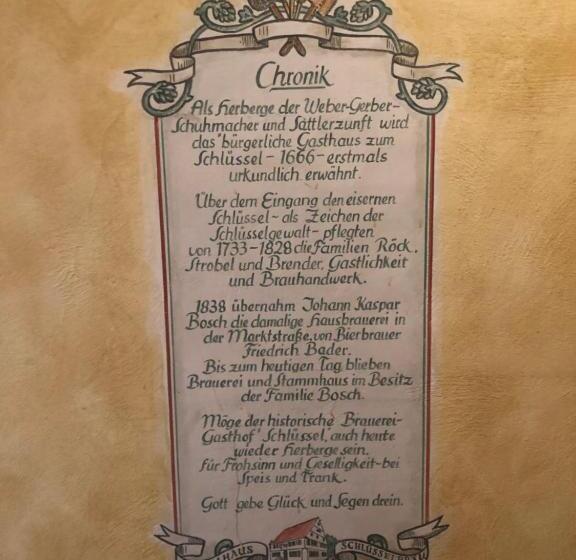 Chronik
Als Herberge der Weber-Gerber-
Schuhmacher und Sattlerzunft wird
das "bürgerliche Gasthaus zum
Schlüssel - 1666 - erstmals
urkundlich erwähnt.
Über dem Eingang den eisernen
Schlüssel - als Zeichen der
Schlüsselgewalt - pflegten
von 1733-1828 die Familien Röck.
Strobel und Brender, Gastlichkeit
und Brauhandwerk.
1838 übernahm Johann Kaspar
Bosch die damalige Hausbrauerei in
der Marktstraße, von Bierbrauer
Friedrich Bader.
Bis zum heutigen Tag blieben
Brauerei und Stammhaus im Besitz
der Familie Bosch.
Möge der historische Brauerei-
Gasthof "Schlüssel", auch heute
wieder Herberge sein.
für Frohsinn und Geselligkeit - bei
Speis und Trank.
Gott gebe Glück und Segen drein.
HAUS
SCHLÜSSELBRÄU